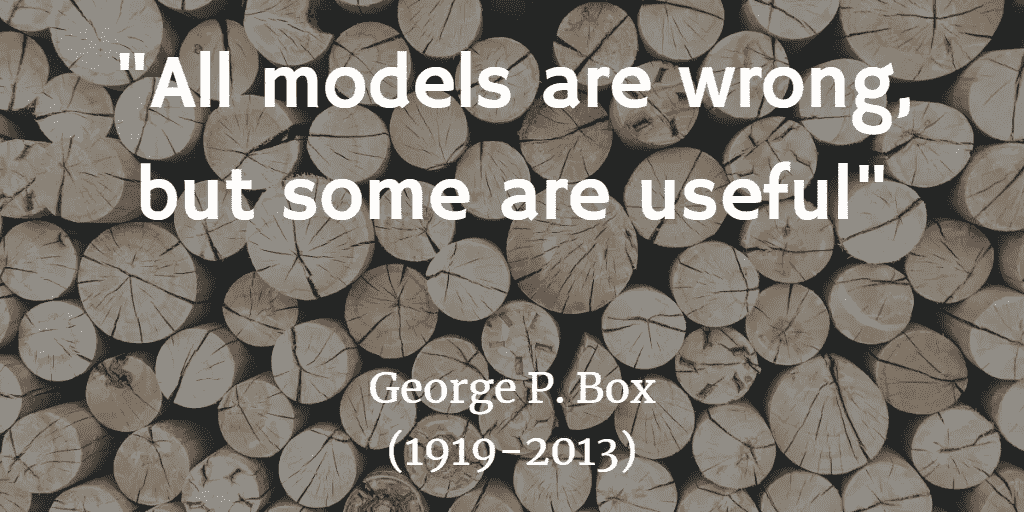 "All models are wrong,
but some are useful"
George P. Box
(1919-2013)